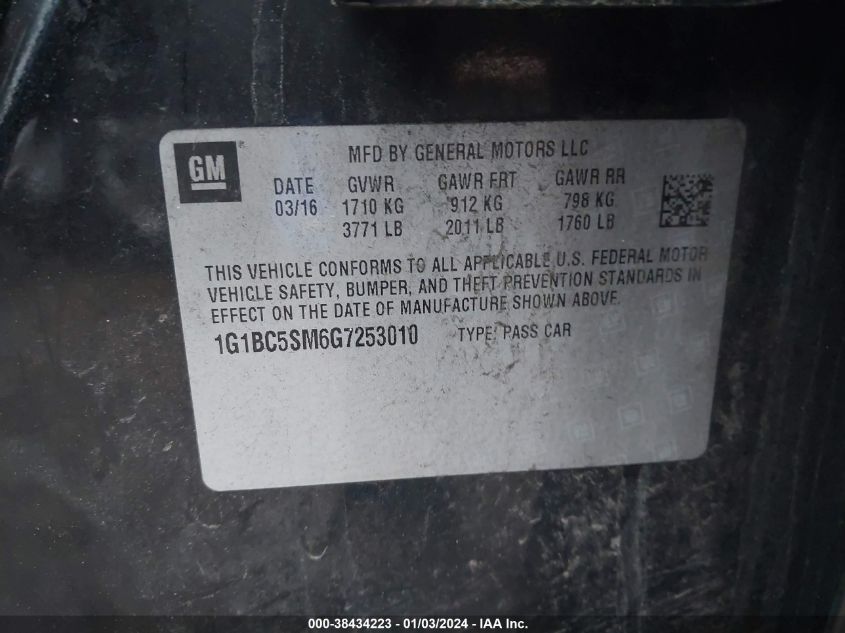 GM
MFD BY GENERAL MOTORS LLC
DATE GVWR GAWR FRT GAWR RR
03/16 1710 KG 912 KG 798 KG
3771 LB 2011 LB 1760 LB
THIS VEHICLE CONFORMS TO ALL APPLICABLE U.S. FEDERAL MOTOR
VEHICLE SAFETY, BUMPER, AND THEFT PREVENTION STANDARDS IN
EFFECT ON THE DATE OF MANUFACTURE SHOWN ABOVE.
1G1BC5SM6G7253010 TYPE: PASS CAR
000-38434223 - 01/03/2024 - IAA Inc.